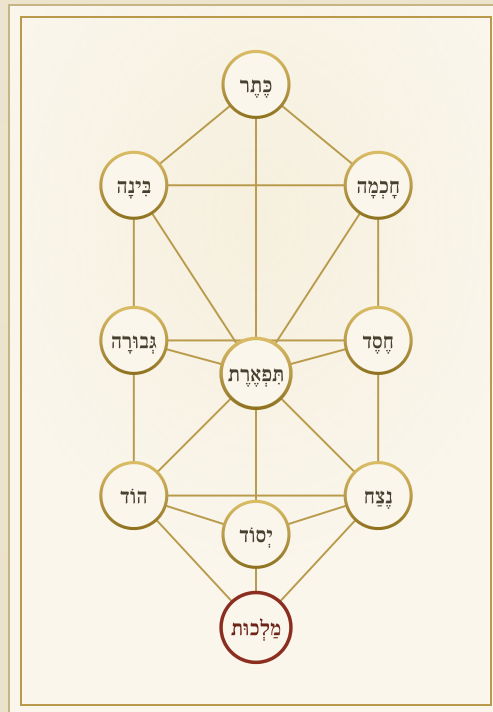 כֶּתֶר
חָכְמָה
בִּינָה
חֶסֶד
גְּבוּרָה
תִּפְאֶרֶת
נֶצַח
הוֹד
יְסוֹד
מַלְכוּת